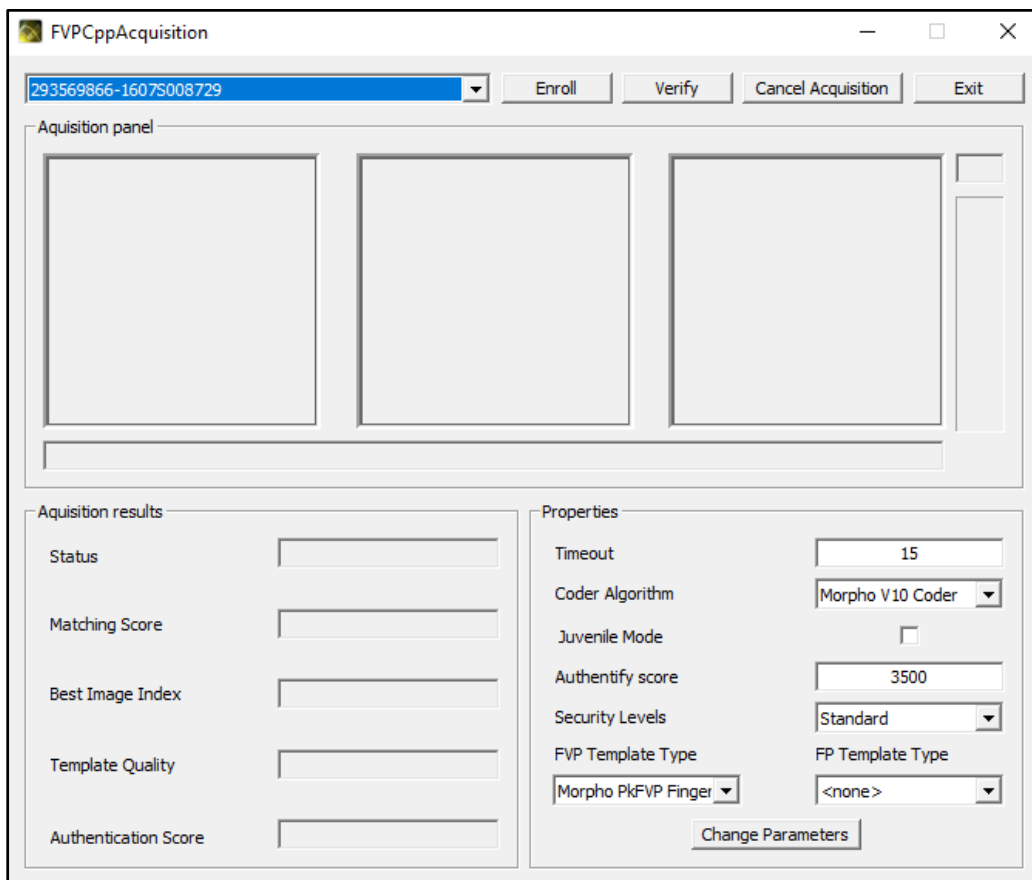 FVPCppAcquisition
293569866-1607S008729
Enroll
Verify
Cancel Acquisition
Exit
Aquisition panel
Aquisition results
Status
Matching Score
Best Image Index
Template Quality
Authentication Score
Properties
Timeout 15
Coder Algorithm Morpho V10 Coder
Juvenile Mode
Authentify score 3500
Security Levels Standard
FVP Template Type FP Template Type
Morpho PkFVP Finger <none>
Change Parameters